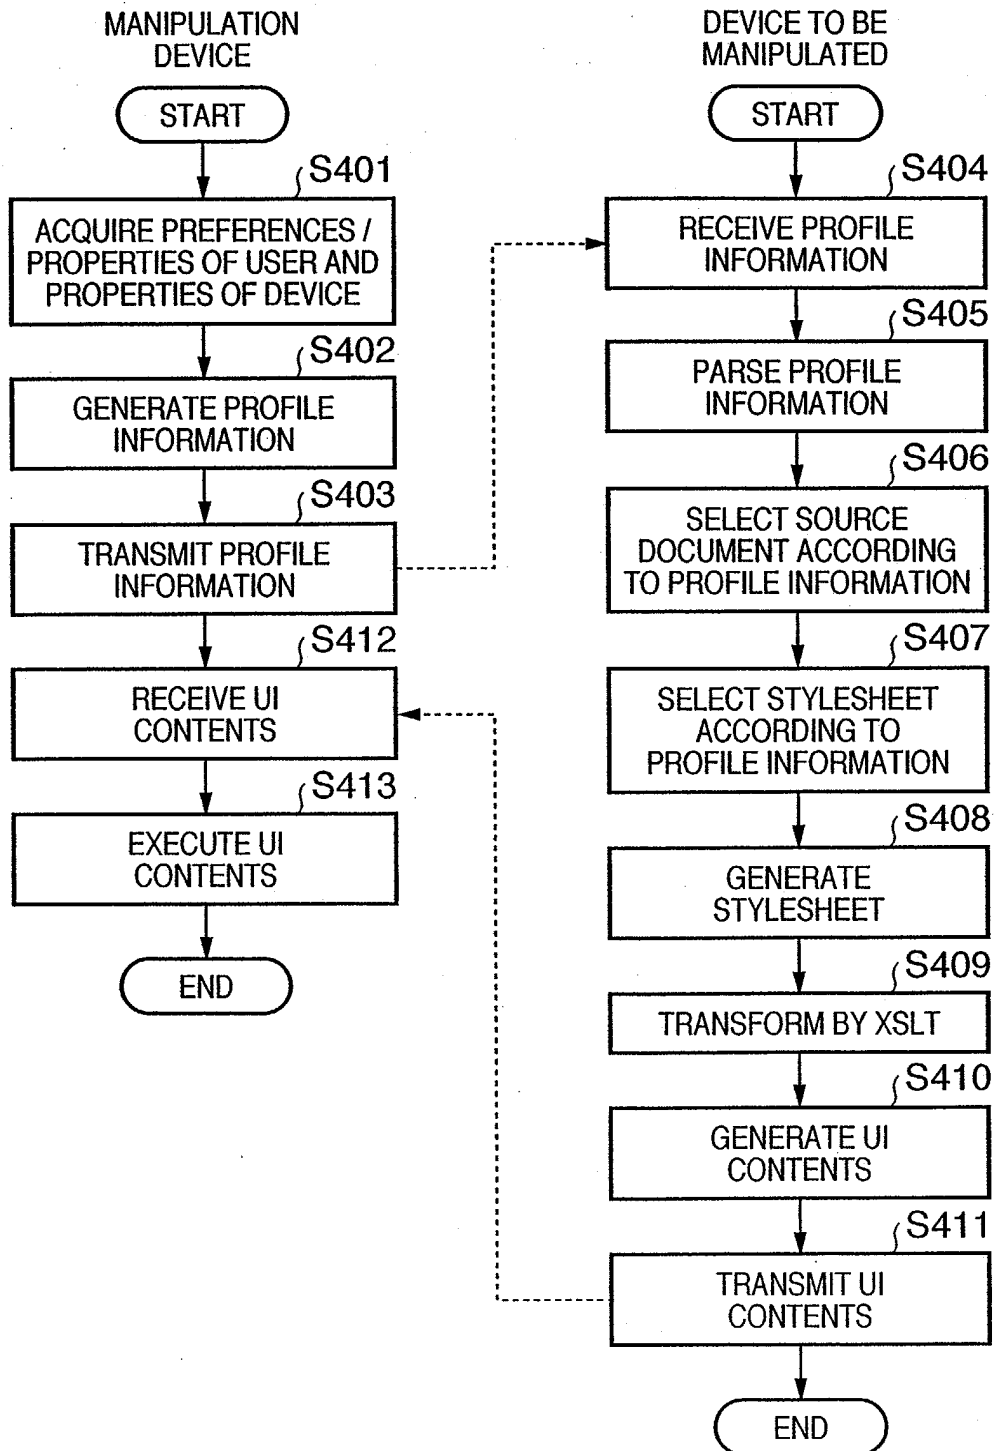 MANIPULATION
DEVICE
START
S401
ACQUIRE PREFERENCES /
PROPERTIES OF USER AND
PROPERTIES OF DEVICE
S402
GENERATE PROFILE
INFORMATION
S403
TRANSMIT PROFILE
INFORMATION
S412
RECEIVE UI
CONTENTS
S413
EXECUTE UI
CONTENTS
END
DEVICE TO BE
MANIPULATED
START
S404
RECEIVE PROFILE
INFORMATION
S405
PARSE PROFILE
INFORMATION
S406
SELECT SOURCE
DOCUMENT ACCORDING
TO PROFILE INFORMATION
S407
SELECT STYLESHEET
ACCORDING TO
PROFILE INFORMATION
S408
GENERATE
STYLESHEET
S409
TRANSFORM BY XSLT
S410
GENERATE UI
CONTENTS
S411
TRANSMIT UI
CONTENTS
END